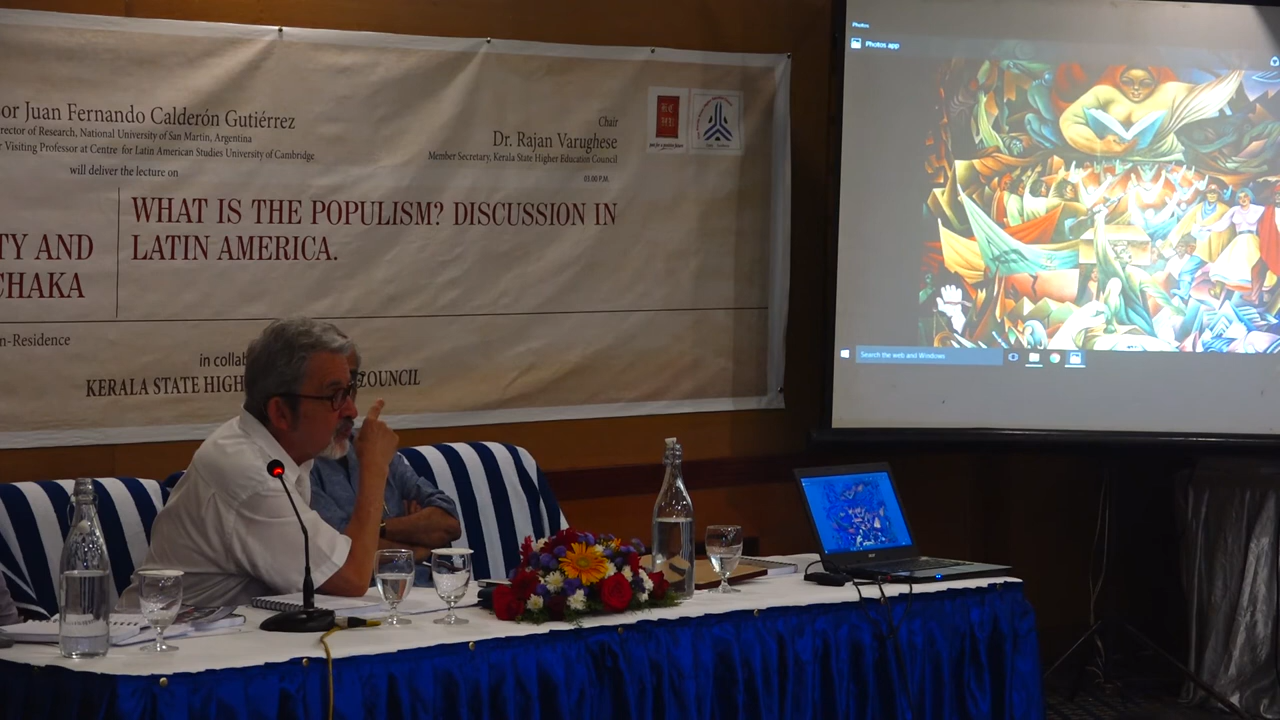 or Juan Fernando Calderón Gutiérrez
rector of Research, National University of San Martin, Argentina
r Visiting Professor at Centre for Latin American Studies University of Cambridge
will deliver the lecture on
TY AND
CHAKA
WHAT IS THE POPULISM? DISCUSSION IN
LATIN AMERICA.
Chair
Dr. Rajan Varughese
Member Secretary, Kerala State Higher Education Council
03.00 P.M.
n-Residence
in collab
KERALA STATE HIGH COUNCIL
Photos
Photos app
Search the web and Windows